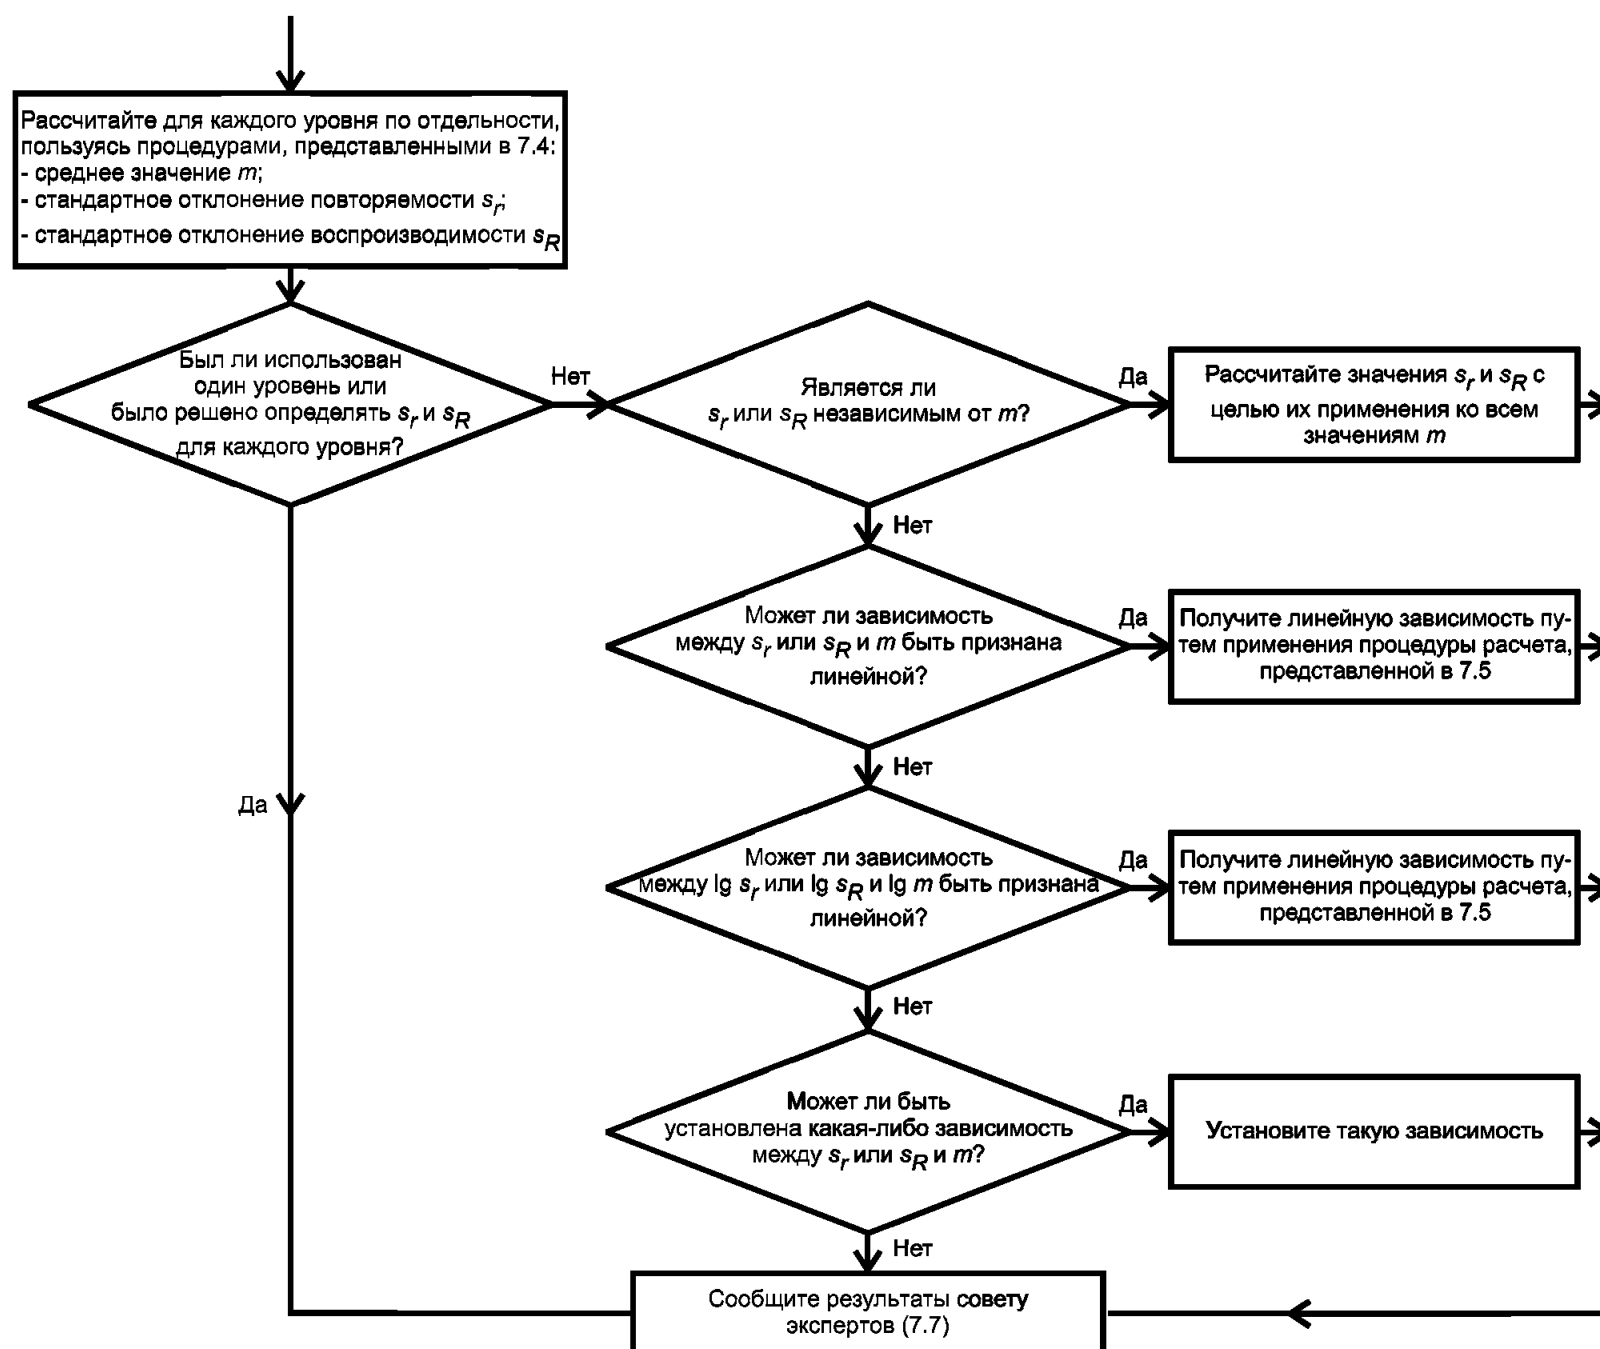 Рассчитайте для каждого уровня по отдельности,
пользуясь процедурами, представленными в 7.4:
- среднее значение m;
- стандартное отклонение повторяемости sr;
- стандартное отклонение воспроизводимости sR
Был ли использован
один уровень или
было решено определять sr и sR
для каждого уровня?
Нет
Является ли
sr или sR независимым от m?
Да
Рассчитайте значения sr и sR с
целью их применения ко всем
значениям m
Нет
Может ли зависимость
между sr или sR и m быть признана
линейной?
Да
Получите линейную зависимость пу-
тем применения процедуры расчета,
представленной в 7.5
Нет
Да
Может ли зависимость
между lg sr или lg sR и lg m быть признана
линейной?
Да
Получите линейную зависимость пу-
тем применения процедуры расчета,
представленной в 7.5
Нет
Может ли быть
установлена какая-либо зависимость
между sr или sR и m?
Да
Установите такую зависимость
Нет
Сообщите результаты совету
экспертов (7.7)